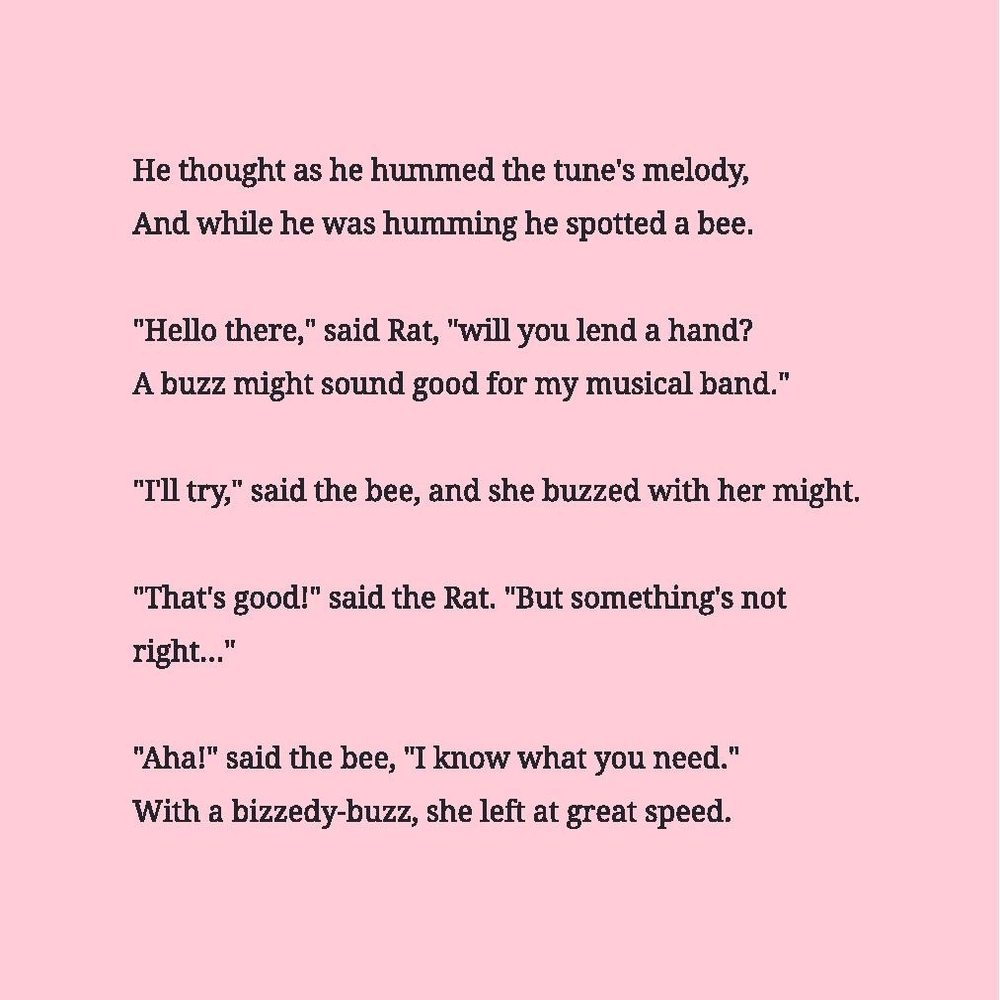 He thought as he hummed the tune's melody,
And while he was humming he spotted a bee.
"Hello there," said Rat, "will you lend a hand?
A buzz might sound good for my musical band."
"I'll try," said the bee, and she buzzed with her might.
"That's good!" said the Rat. "But something's not
right..."
"Aha!" said the bee, "I know what you need."
With a bizzedy-buzz, she left at great speed.